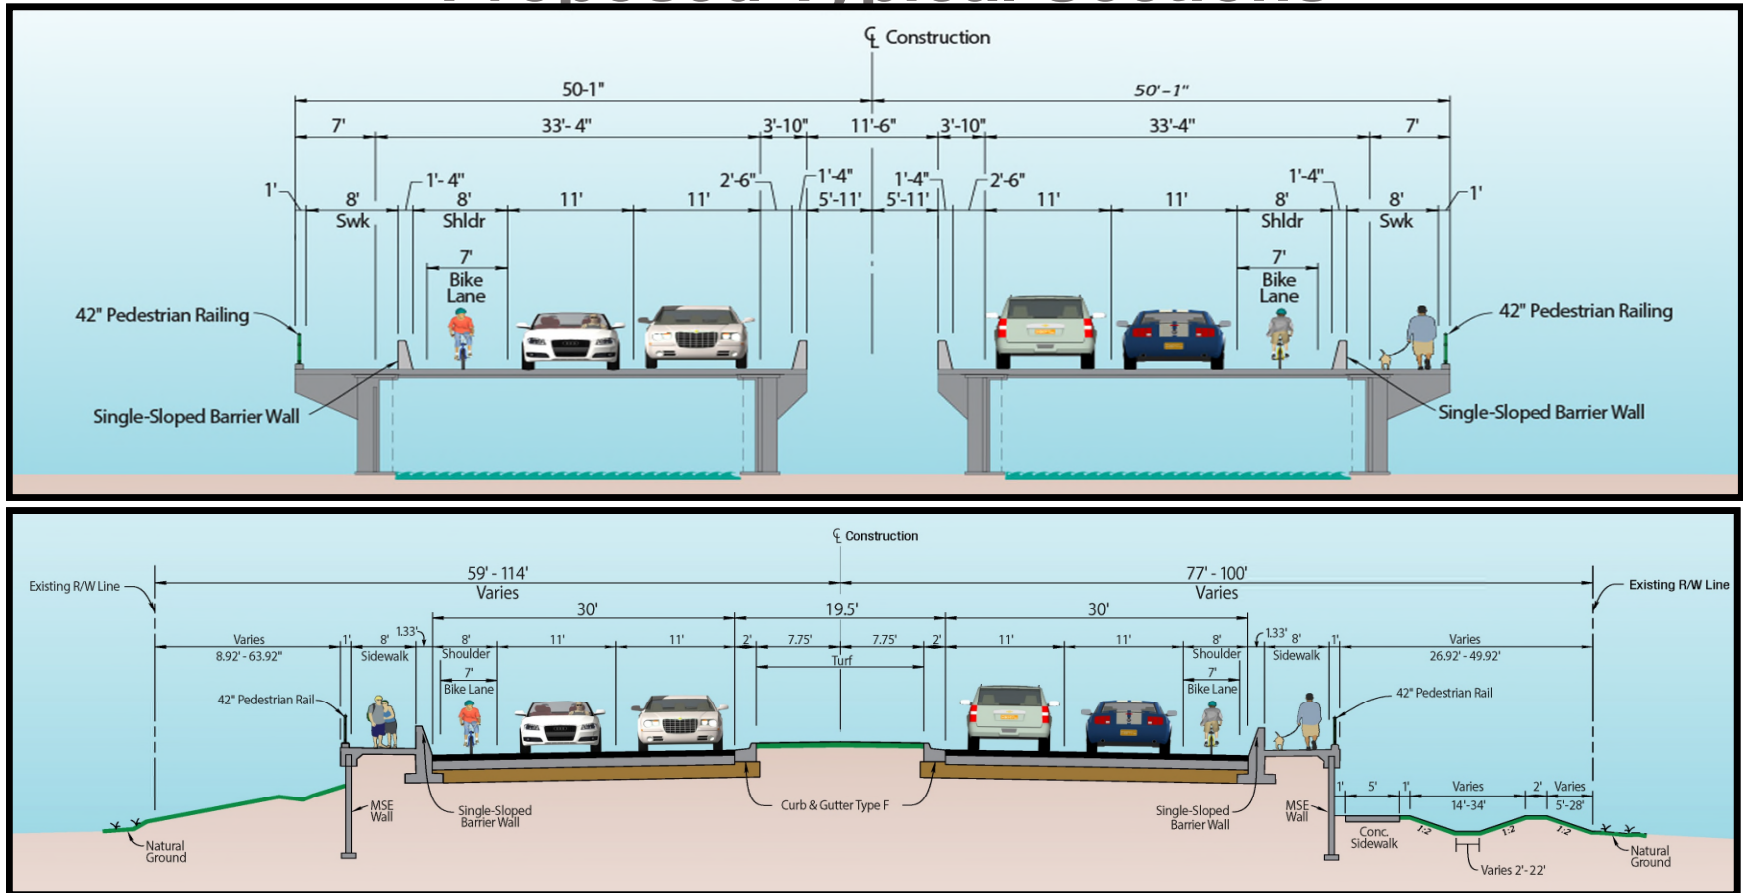 Proposed Typical Sections
℄ Construction
50-1" 50'-1"
7' 33'- 4" 3'-10" 11'-6" 3'-10" 33'-4" 7'
1' 1'- 4" 2'-6" 1'-4" 1'-4" 2'-6" 1'-4" 1'
8' 8' 11' 11' 5'-11' 5'-11' 11' 11' 8' 8'
Swk Shldr Shldr Swk
7' 7'
Bike Bike
Lane Lane
42" Pedestrian Railing 42" Pedestrian Railing
Single-Sloped Barrier Wall Single-Sloped Barrier Wall
℄ Construction
59' - 114' 77' - 100'
Existing R/W Line Varies Varies Existing R/W Line
30' 19.5' 30'
Varies 1' 8' 1.33' 8' 11' 11' 2' 7.75' 7.75' 2' 11' 11' 8' 1.33' 8' 1' Varies
8.92' - 63.92" Sidewalk Shoulder Turf Shoulder Sidewalk 26.92' - 49.92'
7' 7'
Bike Lane Bike Lane
42" Pedestrian Rail 42" Pedestrian Rail
1' 5' 1' Varies 2' Varies
14'-34' 5'-28'
MSE Single-Sloped Curb & Gutter Type F Single-Sloped MSE
Wall Barrier Wall Barrier Wall Wall
1:2 1:2 1:2
Conc.
Sidewalk
Natural Natural
Ground Ground
Varies 2'- 22'